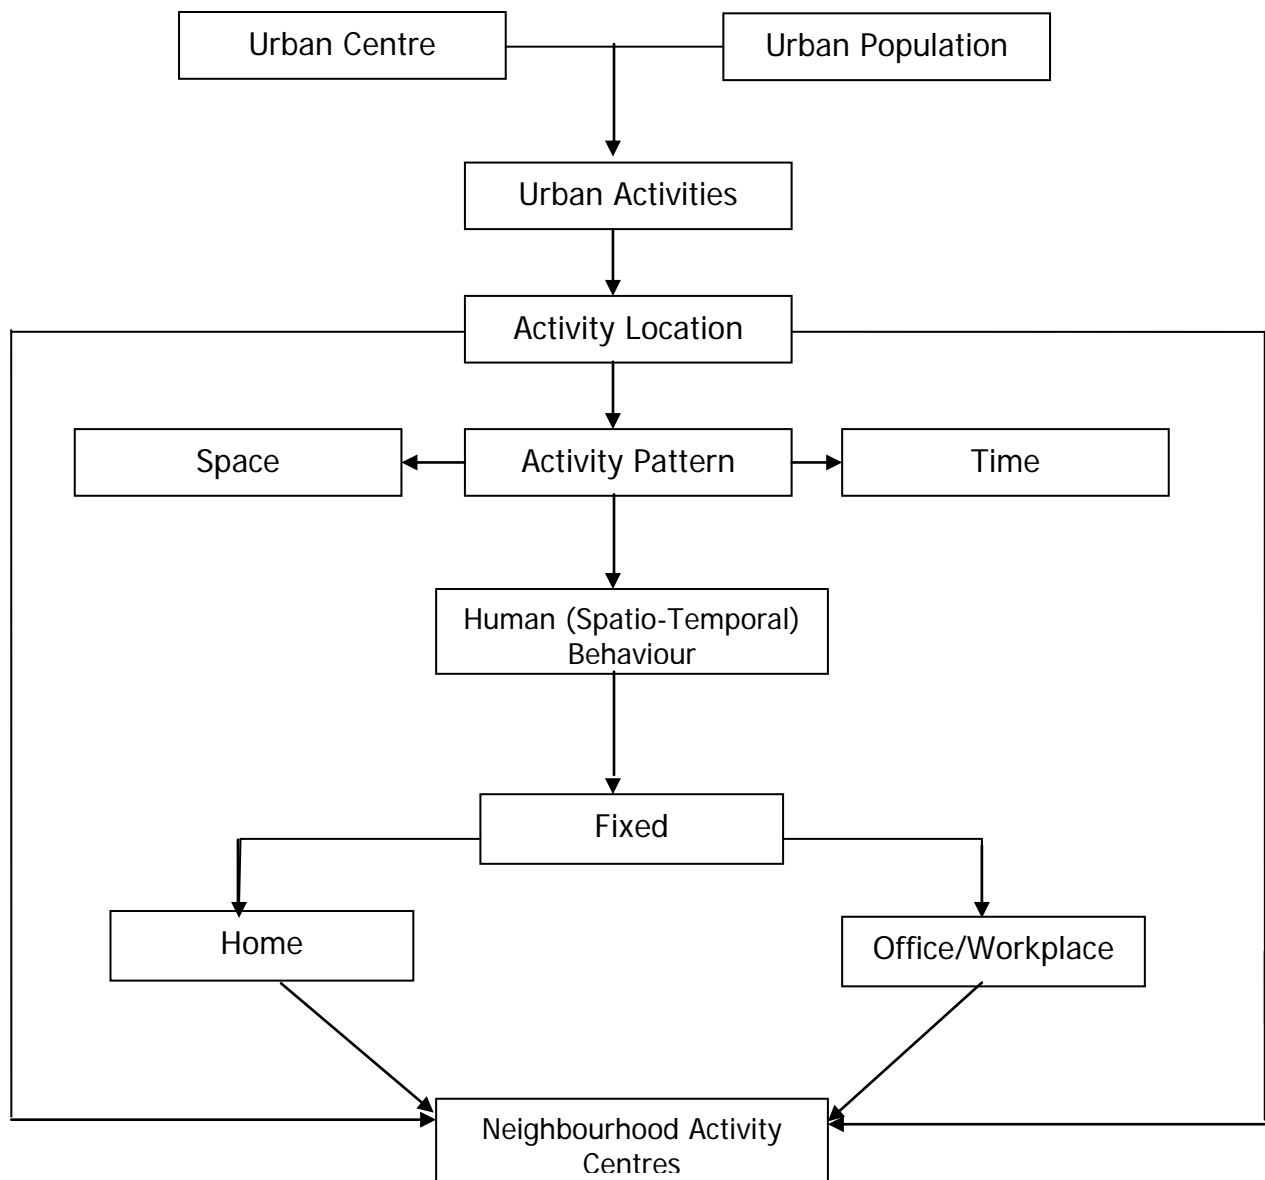 Urban Centre
Urban Population
Urban Activities
Activity Location
Space
Activity Pattern
Time
Human (Spatio-Temporal)
Behaviour
Fixed
Home
Office/Workplace
Neighbourhood Activity
Centres